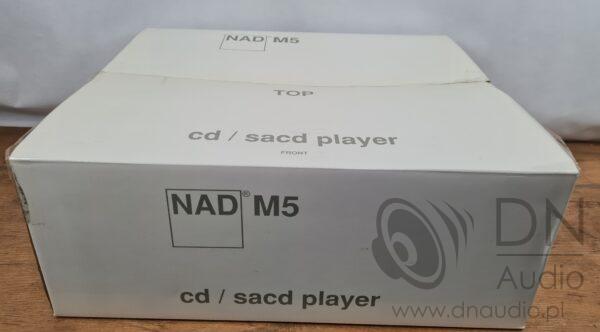 NAD M5
TOP
cd / sacd player
FRONT
NAD® M5
cd / sacd player
DN
Audio
www.dnaudio.pl